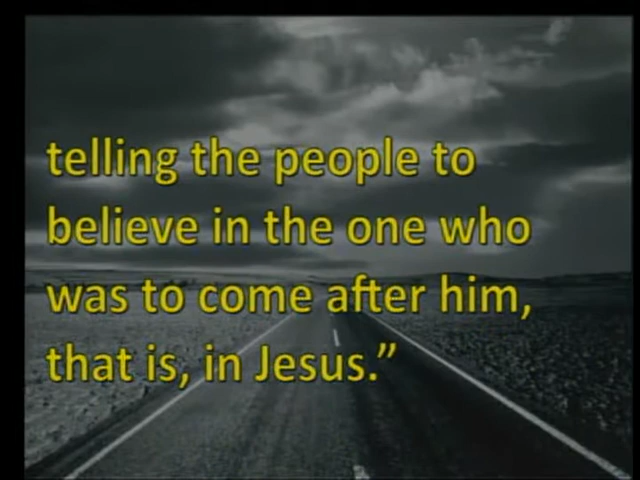 telling the people to
believe in the one who
was to come after him,
that is, in Jesus.”